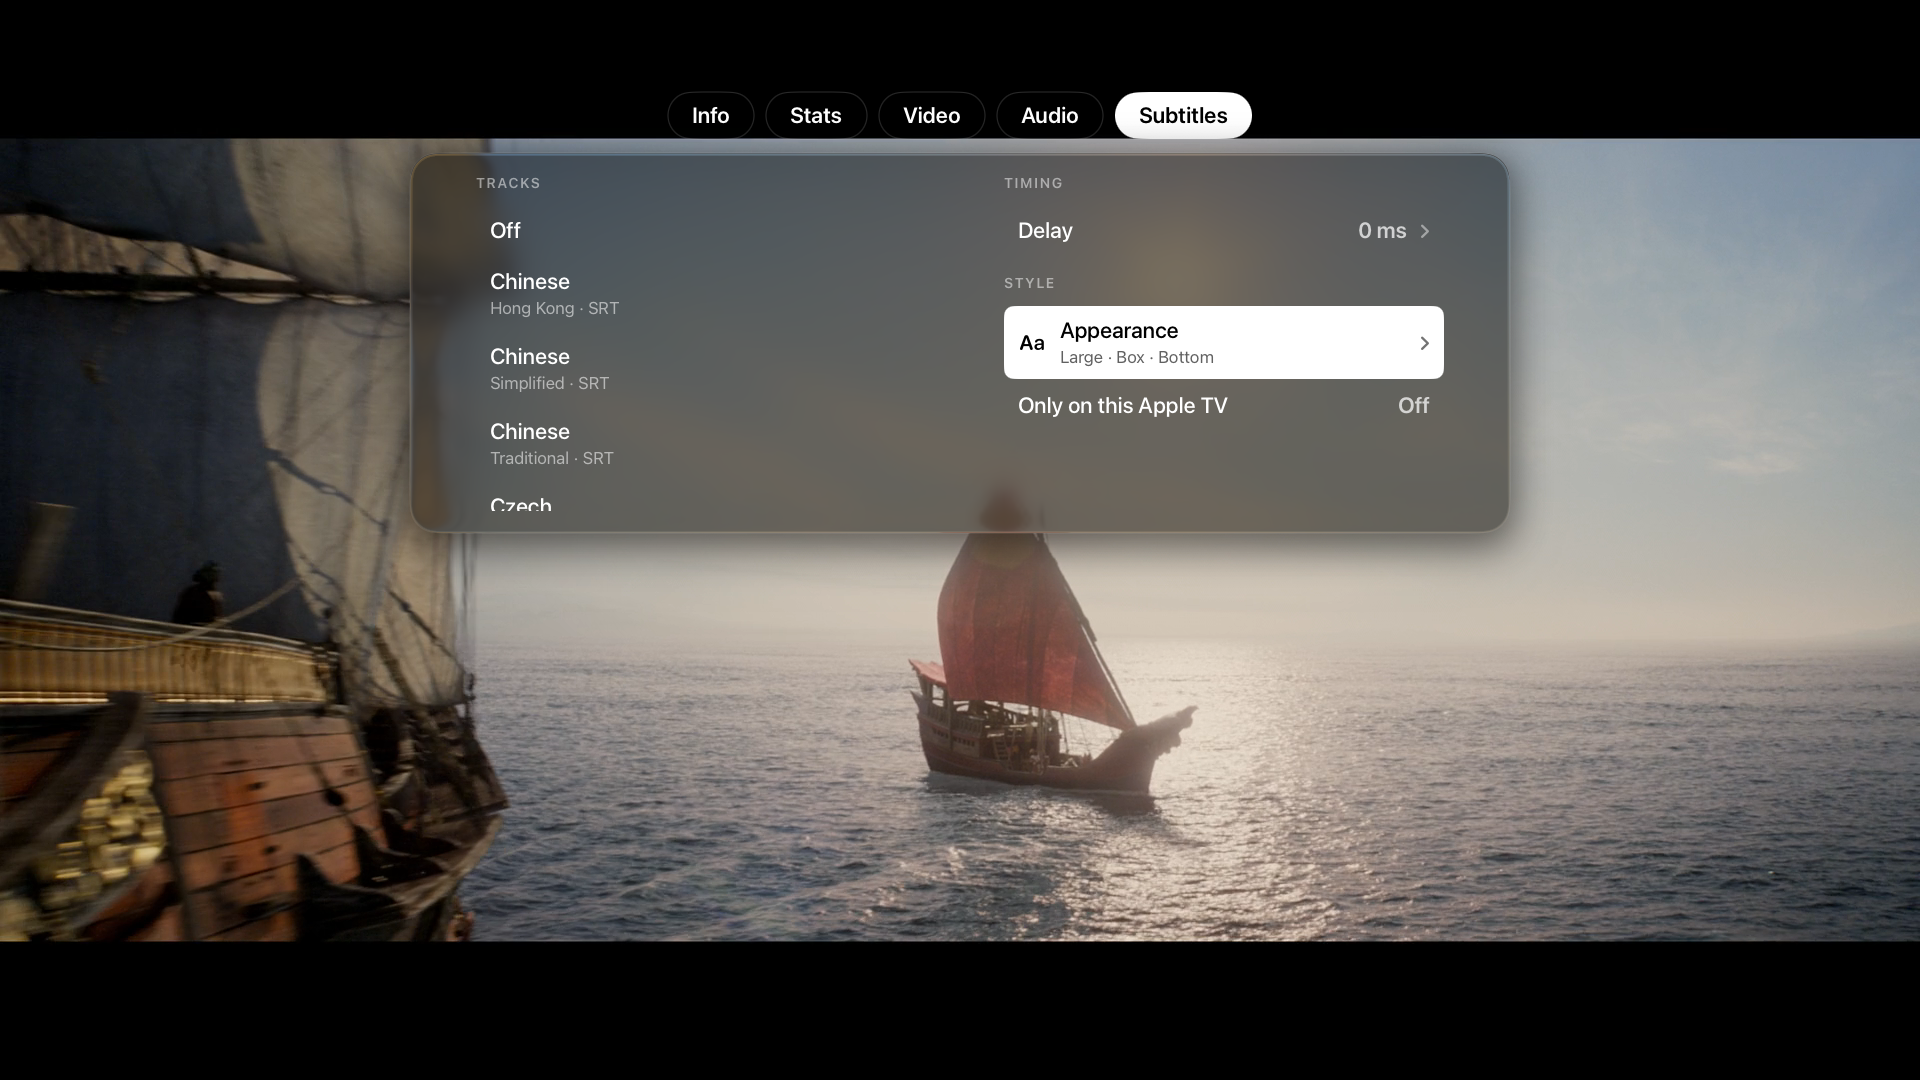 Info
Stats
Video
Audio
Subtitles
TRACKS
Off
Chinese
Hong Kong · SRT
Chinese
Simplified · SRT
Chinese
Traditional · SRT
Czech
TIMING
Delay
0 ms
STYLE
Aa
Appearance
Large · Box · Bottom
Only on this Apple TV
Off